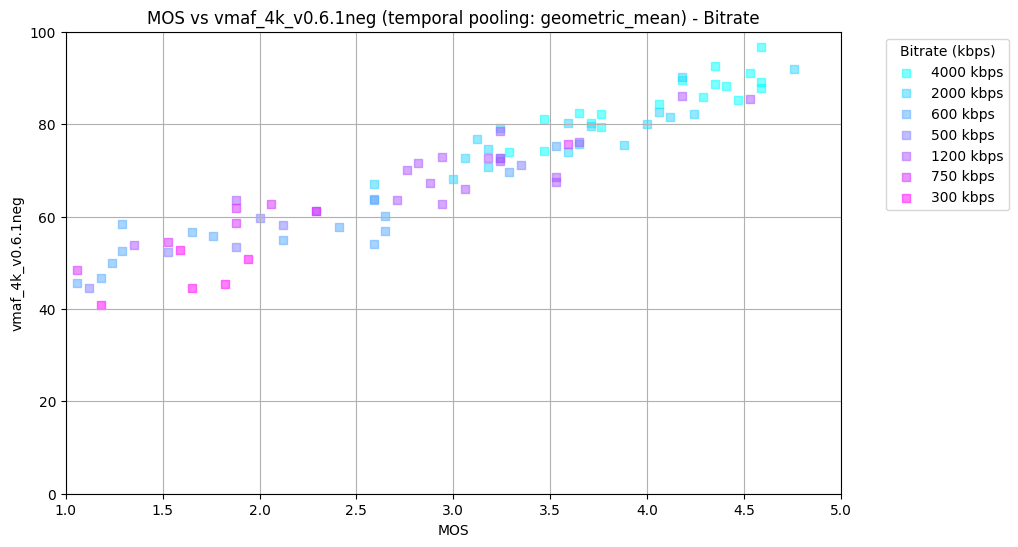 MOS vs vmaf_4k_v0.6.1neg (temporal pooling: geometric_mean) - Bitrate
100
80
60
40
20
0
vmaf_4k_v0.6.1neg
1.0 1.5 2.0 2.5 3.0 3.5 4.0 4.5 5.0
MOS
Bitrate (kbps)
4000 kbps
2000 kbps
600 kbps
500 kbps
1200 kbps
750 kbps
300 kbps